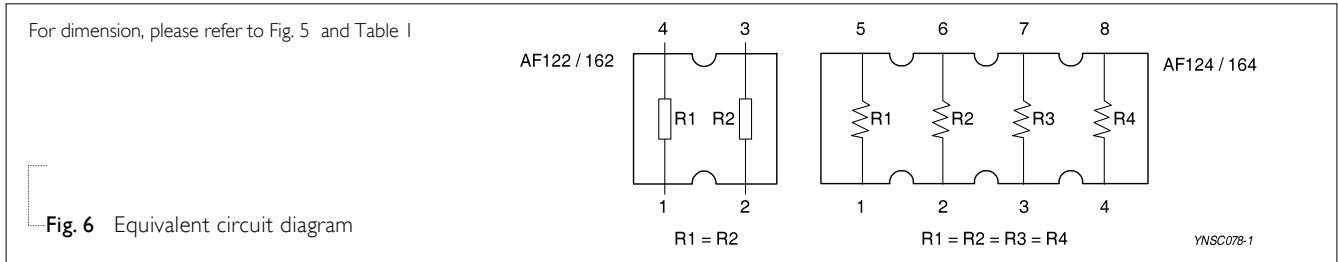 For dimension, please refer to Fig. 5 and Table 1
4 3
AF122 / 162
R1 R2
1 2
R1 = R2
5 6 7 8
AF124 / 164
R1 R2 R3 R4
1 2 3 4
R1 = R2 = R3 = R4
YNSC078-1
Fig. 6 Equivalent circuit diagram